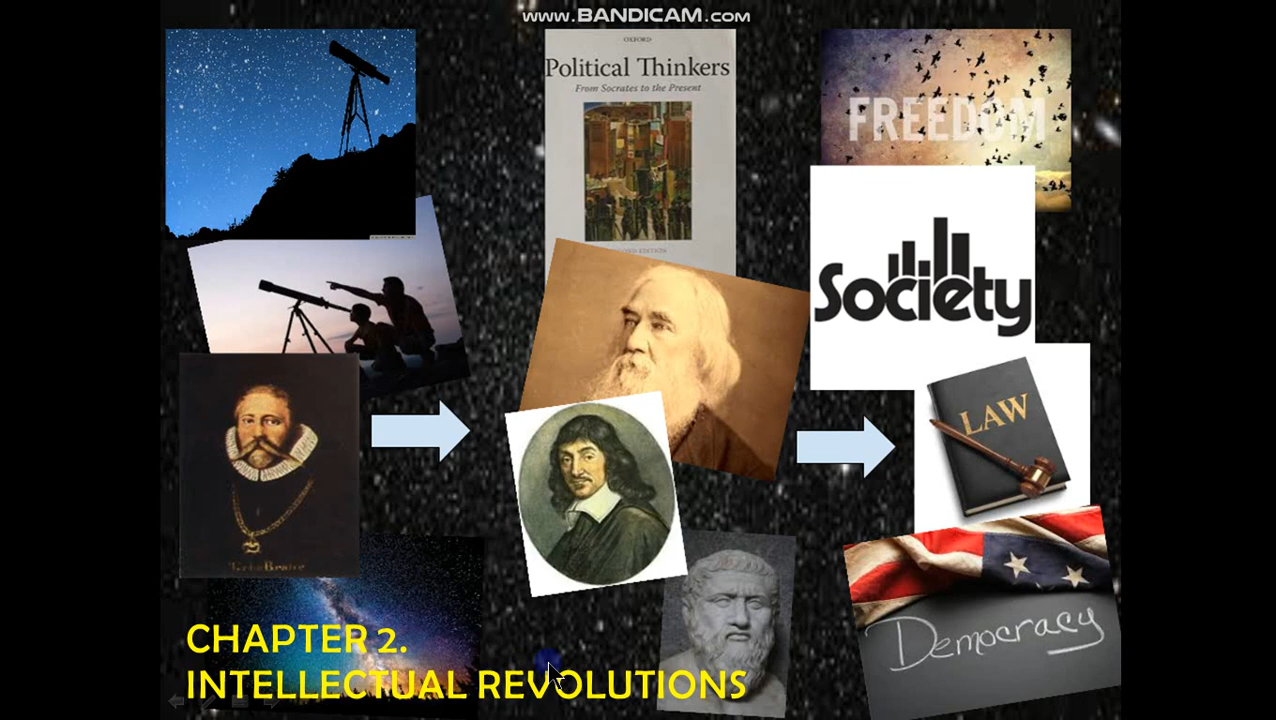 www.BANDICAM.com
OXFORD
Political Thinkers
From Socrates to the Present
EDITION
FREEDOM
Society
LAW
Democracy
CHAPTER 2.
INTELLECTUAL REVOLUTIONS